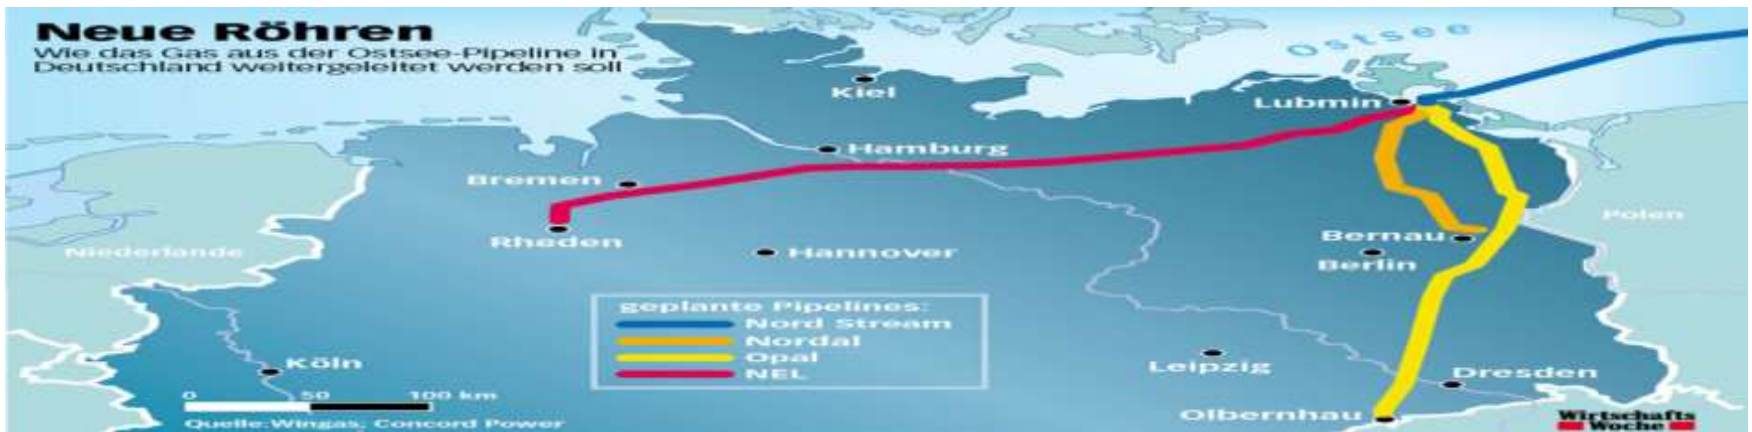 Neue Röhren
Wie das Gas aus der Ostsee-Pipeline in
Deutschland weitergeleitet werden soll
Ostsee
Kiel
Lubmin
Hamburg
Bremen
Rheden
Hannover
Niederlande
Polen
Bernau
Berlin
geplante Pipelines:
Nord Stream
Nordal
Opal
NEL
Köln
Leipzig
Dresden
Olbernhau
0 50 100 km
Quelle: Wingas, Concord Power
Wirtschafts
Woche